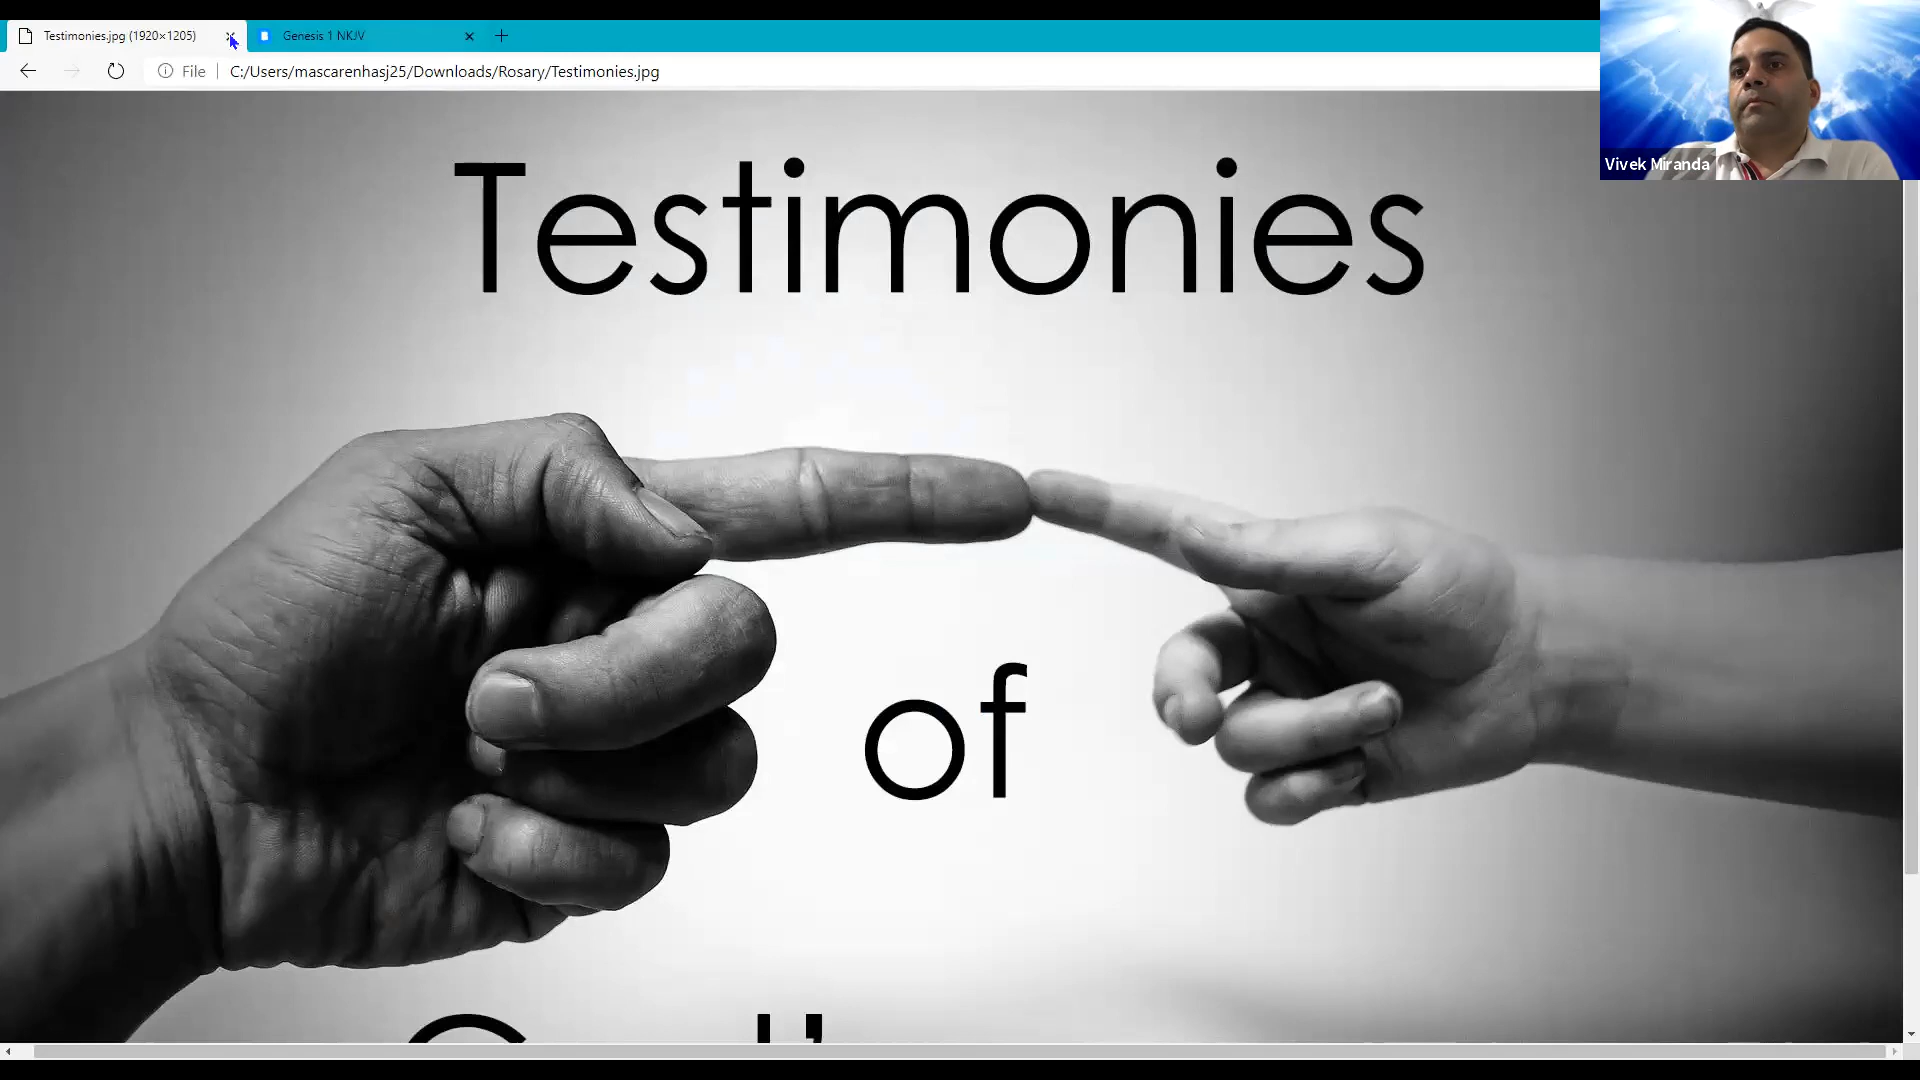 Testimonies.jpg (1920×1205)
Genesis 1 NKJV
File
C:/Users/mascarenhasj25/Downloads/Rosary/Testimonies.jpg
Vivek Miranda
Testimonies
of